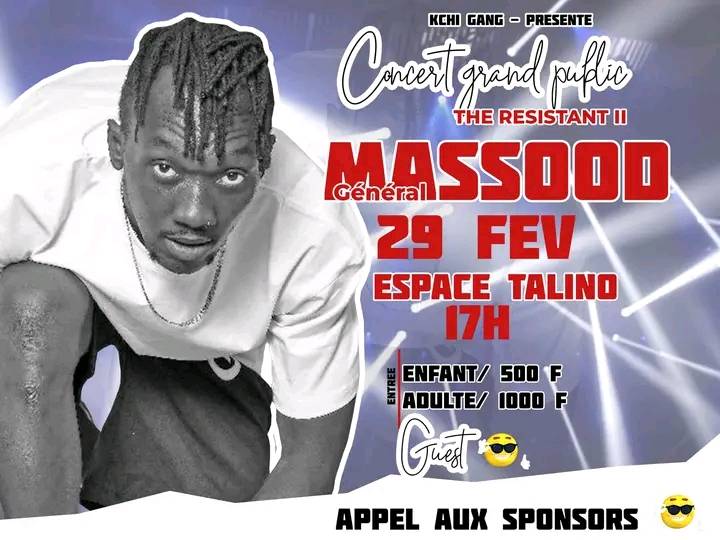 KCHI GANG - PRESENTE
Concert grand public
THE RESISTANT II
MASSOOD
Général
29 FEV
ESPACE TALINO
17H
ENTREE
ENFANT/ 500 F
ADULTE/ 1000 F
Guest
APPEL AUX SPONSORS